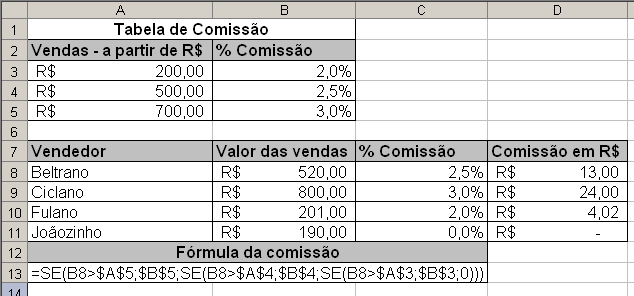 A B C D
1 Tabela de Comissão
2 Vendas - a partir de R$ % Comissão
3 R$ 200,00 2,0%
4 R$ 500,00 2,5%
5 R$ 700,00 3,0%
6
7 Vendedor Valor das vendas % Comissão Comissão em R$
8 Beltrano R$ 520,00 2,5% R$ 13,00
9 Ciclano R$ 800,00 3,0% R$ 24,00
10 Fulano R$ 201,00 2,0% R$ 4,02
11 Joãozinho R$ 190,00 0,0% R$ -
12 Fórmula da comissão
13 =SE(B8>$A$5;$B$5;SE(B8>$A$4;$B$4;SE(B8>$A$3;$B$3;0)))
14